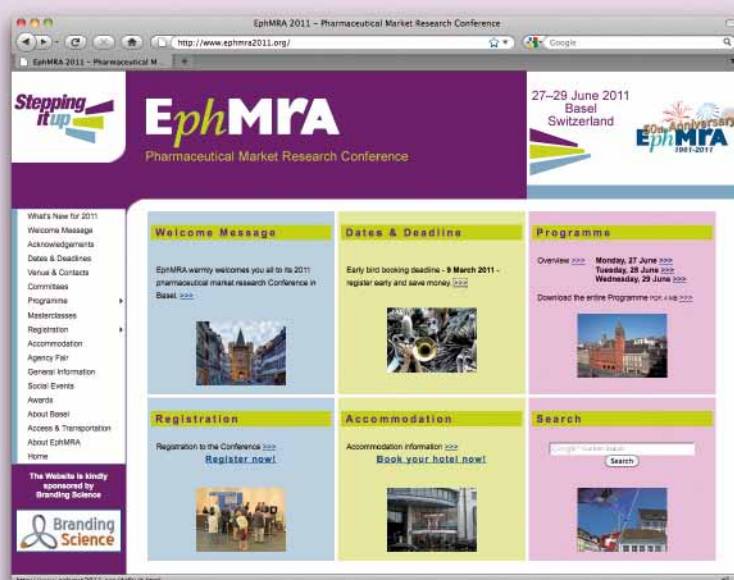 EphMRA 2011 – Pharmaceutical Market Research Conference
http://www.ephmra2011.org/
Google
EphMRA 2011 – Pharmaceutical M...
Stepping
it up
EphMRA
Pharmaceutical Market Research Conference
27–29 June 2011
Basel
Switzerland
50th Anniversary
EphMRA
1961-2011
What's New for 2011
Welcome Message
Acknowledgements
Dates & Deadlines
Venue & Contacts
Committees
Programme
Masterclasses
Registration
Accommodation
Agency Fair
General Information
Social Events
Awards
About Basel
Access & Transportation
About EphMRA
Home
The Website is kindly
sponsored by
Branding Science
Branding
Science
Welcome Message
EphMRA warmly welcomes you all to its 2011
pharmaceutical market research Conference in
Basel. >>>
Dates & Deadline
Early bird booking deadline - 9 March 2011 -
register early and save money. >>>
Programme
Overview >>> Monday, 27 June >>>
Tuesday, 28 June >>>
Wednesday, 29 June >>>
Download the entire Programme PDF, 4 MB >>>
Registration
Registration to the Conference >>>
Register now!
Accommodation
Accommodation information >>>
Book your hotel now!
Search
Search